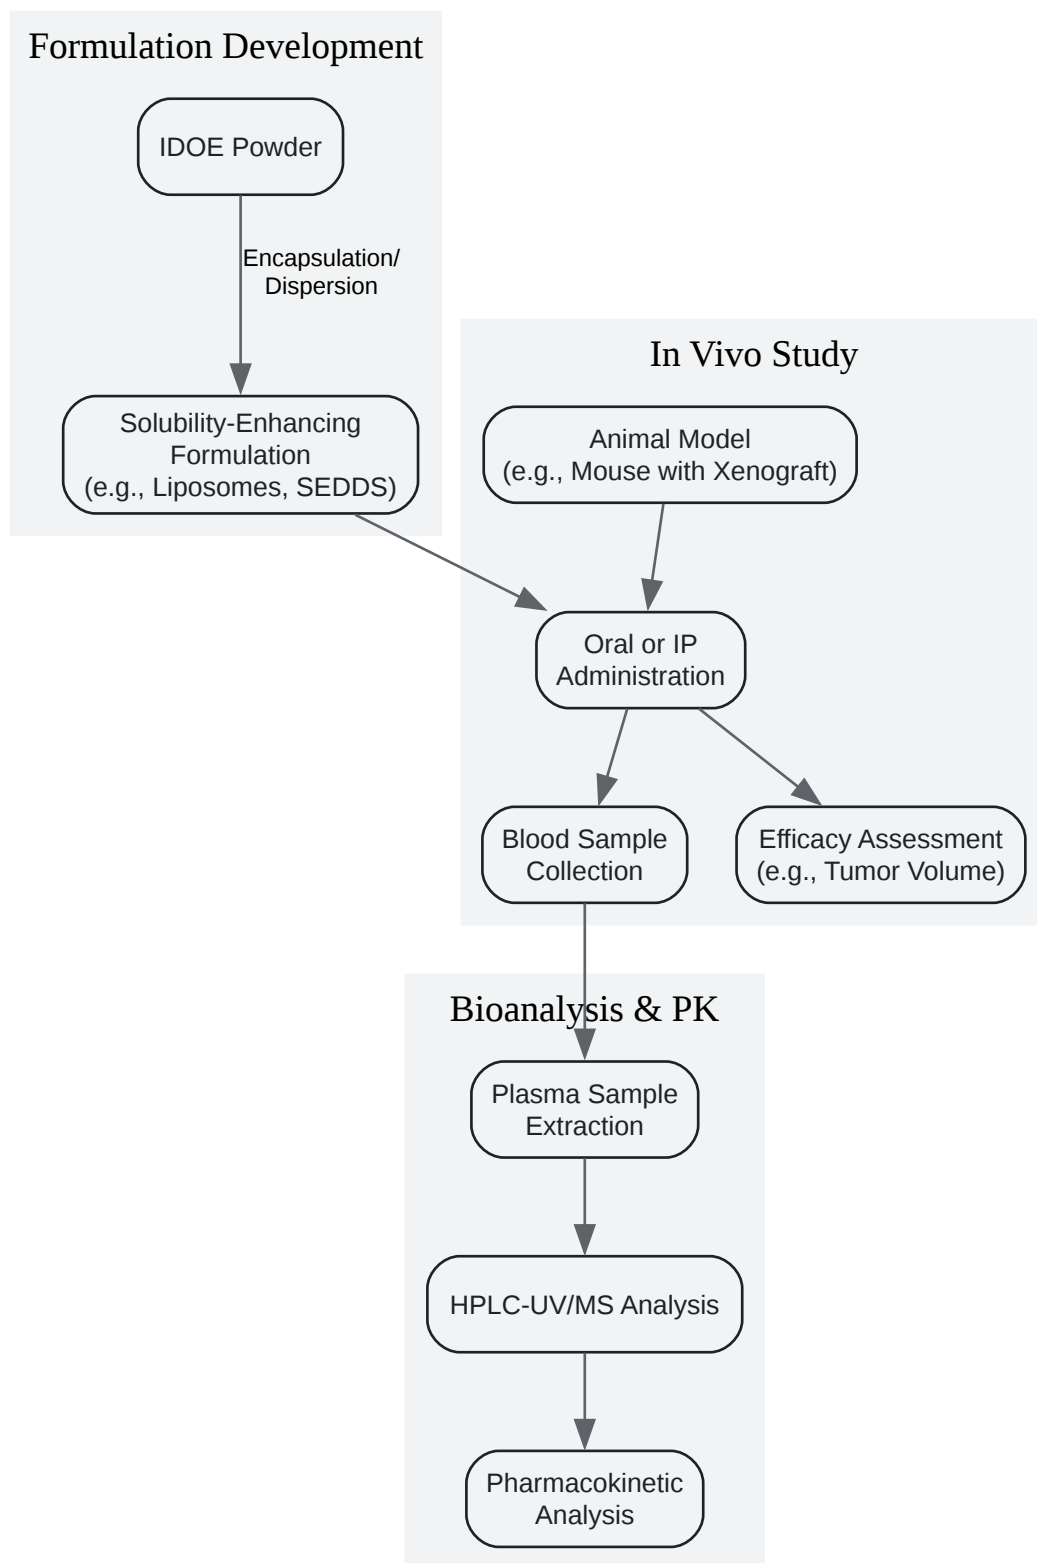 Formulation Development
IDOE Powder
Encapsulation/
Dispersion
Solubility-Enhancing
Formulation
(e.g., Liposomes, SEDDS)
In Vivo Study
Animal Model
(e.g., Mouse with Xenograft)
Oral or IP
Administration
Blood Sample
Collection
Efficacy Assessment
(e.g., Tumor Volume)
Bioanalysis & PK
Plasma Sample
Extraction
HPLC-UV/MS Analysis
Pharmacokinetic
Analysis